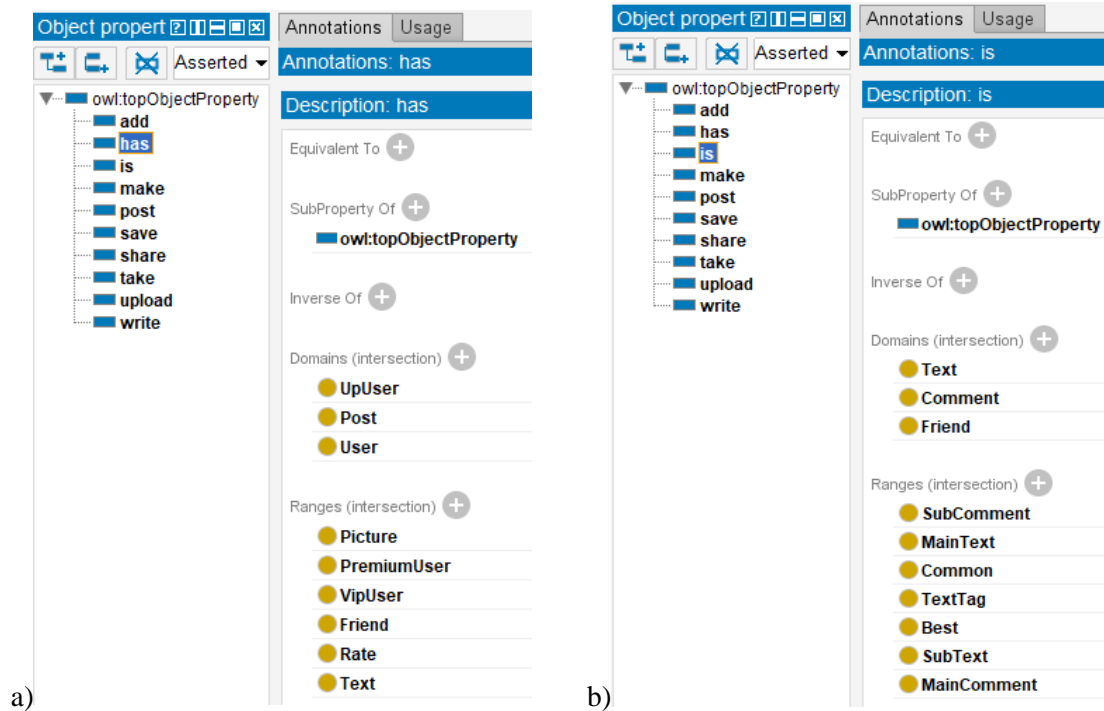 Object propert
Asserted
owl:topObjectProperty
add
has
is
make
post
save
share
take
upload
write
Annotations Usage
Annotations: has
Description: has
Equivalent To
SubProperty Of
owl:topObjectProperty
Inverse Of
Domains (intersection)
UpUser
Post
User
Ranges (intersection)
Picture
PremiumUser
VipUser
Friend
Rate
Text
a)
Object propert
Asserted
owl:topObjectProperty
add
has
is
make
post
save
share
take
upload
write
Annotations Usage
Annotations: is
Description: is
Equivalent To
SubProperty Of
owl:topObjectProperty
Inverse Of
Domains (intersection)
Text
Comment
Friend
Ranges (intersection)
SubComment
MainText
Common
TextTag
Best
SubText
MainComment
b)